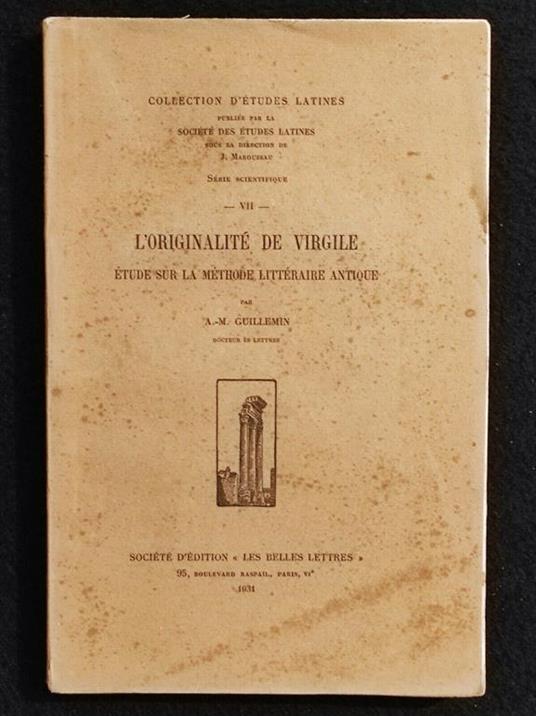 COLLECTION D'ÉTUDES LATINES
PUBLIÉE PAR LA
SOCIÉTÉ DES ÉTUDES LATINES
SOUS LA DIRECTION DE
J. MAROUZEAU
SÉRIE SCIENTIFIQUE
— VII —
L'ORIGINALITÉ DE VIRGILE
ÉTUDE SUR LA MÉTHODE LITTÉRAIRE ANTIQUE
PAR
A.-M. GUILLEMIN
DOCTEUR ÈS LETTRES
SOCIÉTÉ D'ÉDITION « LES BELLES LETTRES »
95, BOULEVARD RASPAIL, PARIS, VIe
1931